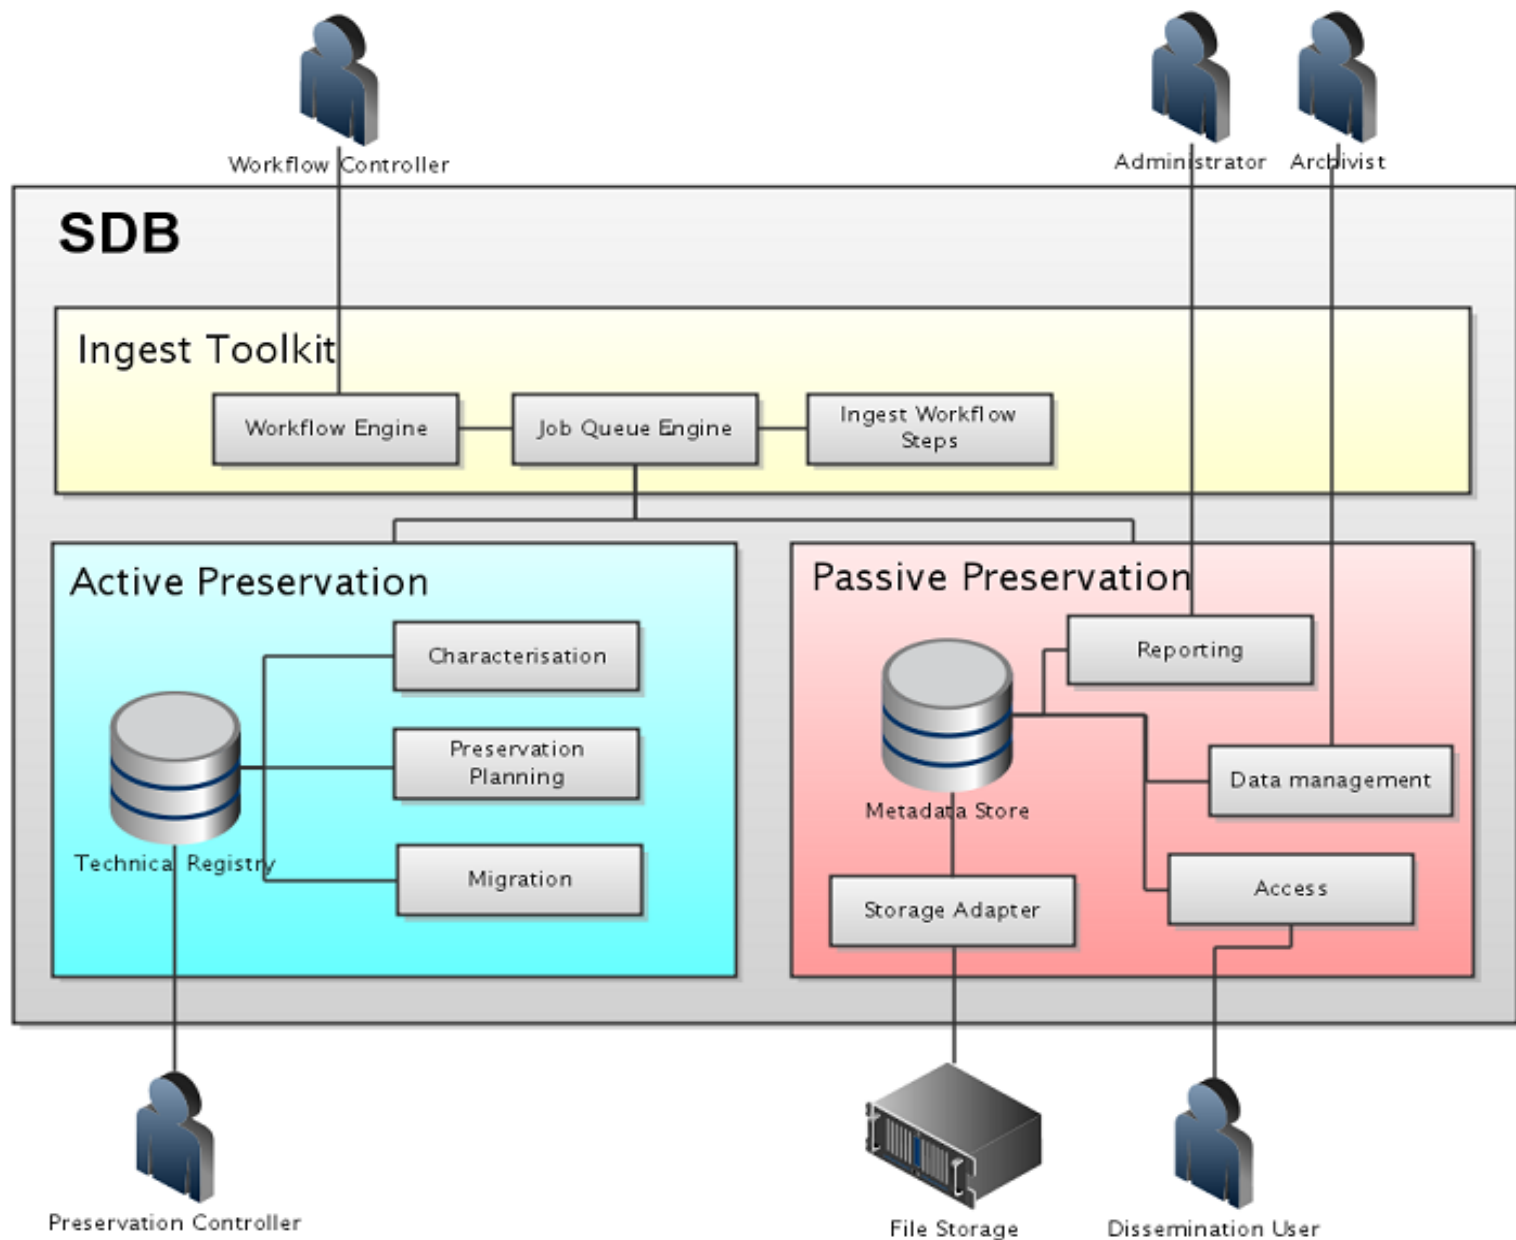 Workflow Controller
Administrator
Archivist
SDB
Ingest Toolkit
Workflow Engine
Job Queue Engine
Ingest Workflow
Steps
Active Preservation
Characterisation
Preservation
Planning
Technical Registry
Migration
Passive Preservation
Reporting
Metadata Store
Data management
Storage Adapter
Access
Preservation Controller
File Storage
Dissemination User